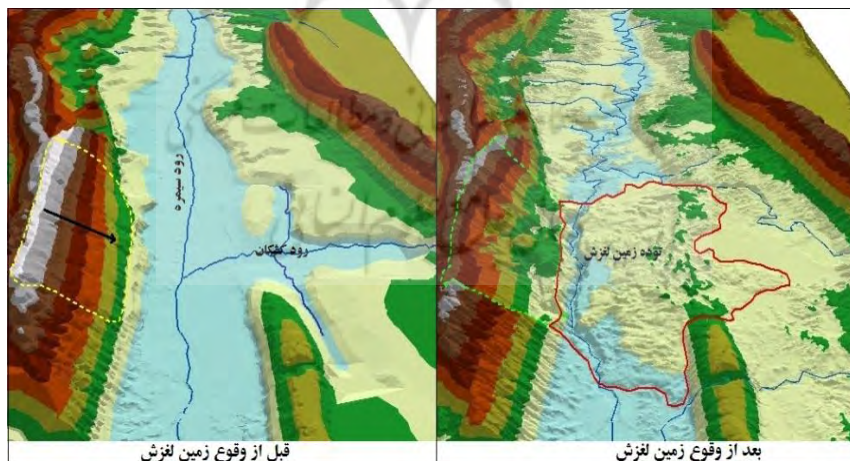 رود سیمره
رود کشکان
توده زمین لغزش
قبل از وقوع زمین لغزش
بعد از وقوع زمین لغزش